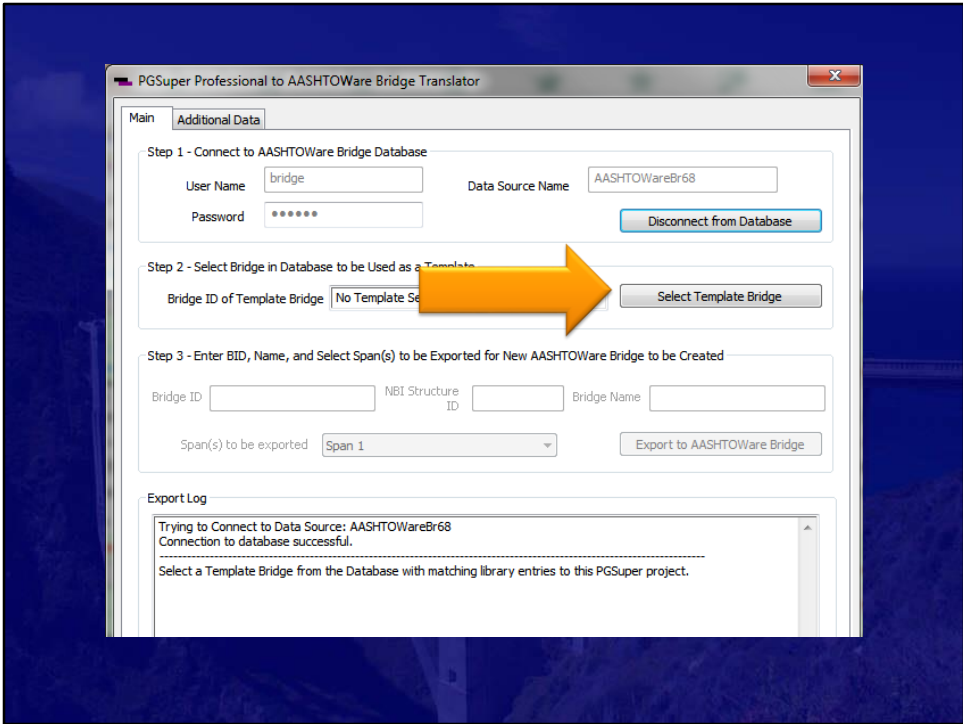 PGSuper Professional to AASHTOWare Bridge Translator
Main
Additional Data
Step 1 - Connect to AASHTOWare Bridge Database
User Name
bridge
Data Source Name
AASHTOWareBr68
Password
●●●●●●
Disconnect from Database
Step 2 - Select Bridge in Database to be Used as a Template
Bridge ID of Template Bridge
No Template Se
Select Template Bridge
Step 3 - Enter BID, Name, and Select Span(s) to be Exported for New AASHTOWare Bridge to be Created
Bridge ID
NBI Structure
ID
Bridge Name
Span(s) to be exported
Span 1
Export to AASHTOWare Bridge
Export Log
Trying to Connect to Data Source: AASHTOWareBr68
Connection to database successful.
Select a Template Bridge from the Database with matching library entries to this PGSuper project.